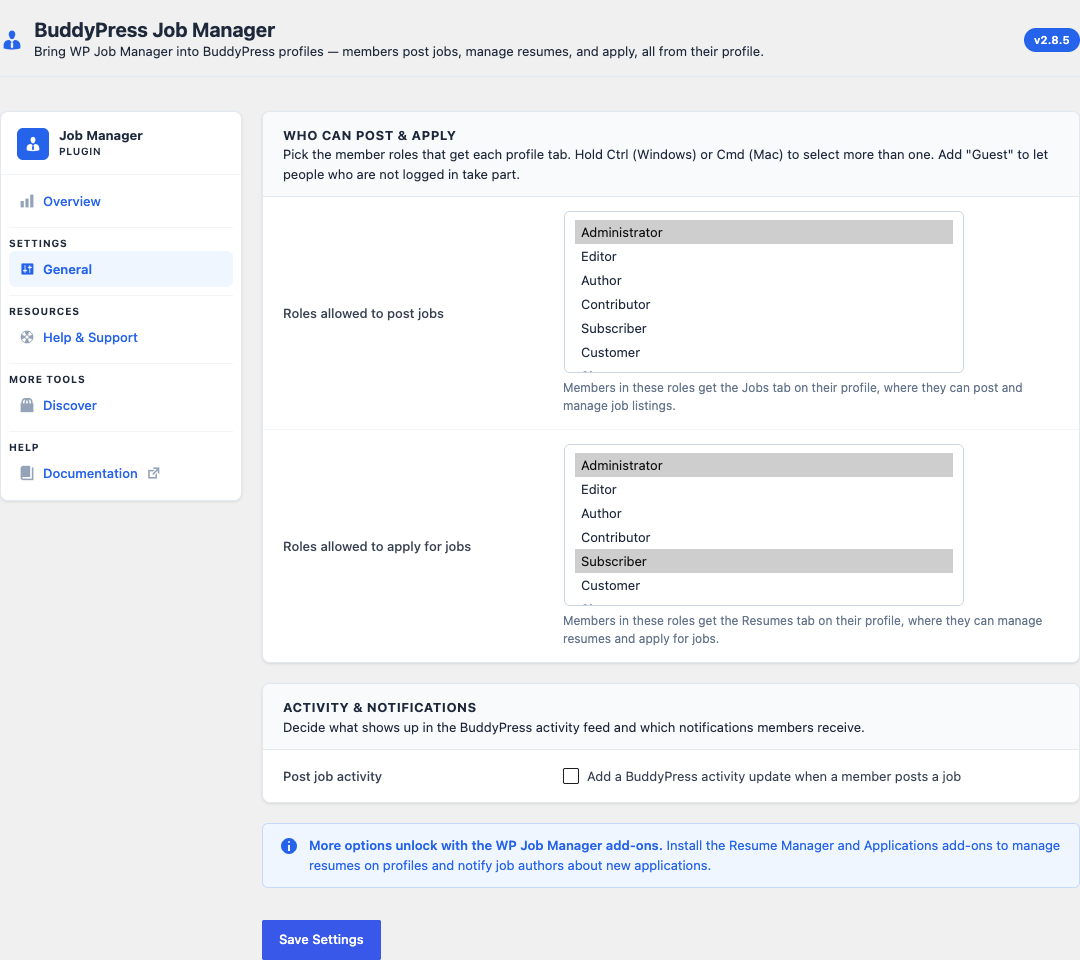 BuddyPress Job Manager
Bring WP Job Manager into BuddyPress profiles — members post jobs, manage resumes, and apply, all from their profile.
v2.8.5
Job Manager
PLUGIN
Overview
SETTINGS
General
RESOURCES
Help & Support
MORE TOOLS
Discover
HELP
Documentation
WHO CAN POST & APPLY
Pick the member roles that get each profile tab. Hold Ctrl (Windows) or Cmd (Mac) to select more than one. Add "Guest" to let
people who are not logged in take part.
Roles allowed to post jobs
Administrator
Editor
Author
Contributor
Subscriber
Customer
Members in these roles get the Jobs tab on their profile, where they can post and
manage job listings.
Roles allowed to apply for jobs
Administrator
Editor
Author
Contributor
Subscriber
Customer
Members in these roles get the Resumes tab on their profile, where they can manage
resumes and apply for jobs.
ACTIVITY & NOTIFICATIONS
Decide what shows up in the BuddyPress activity feed and which notifications members receive.
Post job activity
Add a BuddyPress activity update when a member posts a job
More options unlock with the WP Job Manager add-ons. Install the Resume Manager and Applications add-ons to manage
resumes on profiles and notify job authors about new applications.
Save Settings